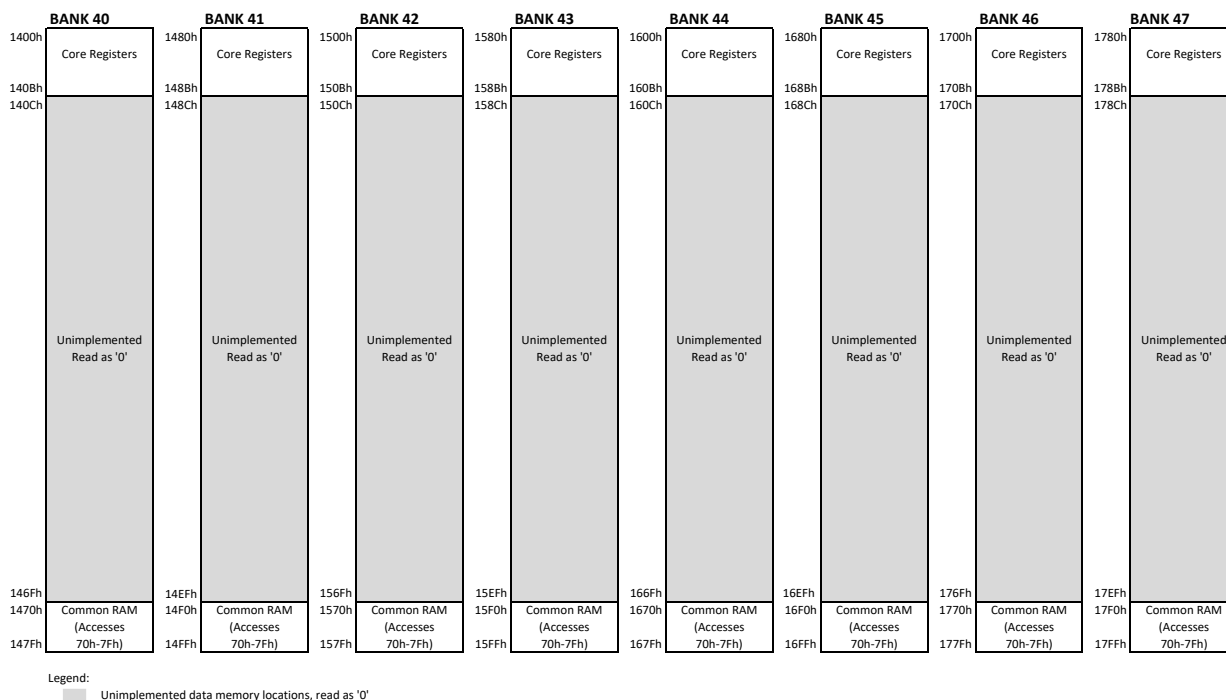 BANK 40 BANK 41 BANK 42 BANK 43 BANK 44 BANK 45 BANK 46 BANK 47
1400h 1480h 1500h 1580h 1600h 1680h 1700h 1780h
Core Registers Core Registers Core Registers Core Registers Core Registers Core Registers Core Registers Core Registers
140Bh 148Bh 150Bh 158Bh 160Bh 168Bh 170Bh 178Bh
140Ch 148Ch 150Ch 158Ch 160Ch 168Ch 170Ch 178Ch
Unimplemented Unimplemented Unimplemented Unimplemented Unimplemented Unimplemented Unimplemented Unimplemented
Read as '0' Read as '0' Read as '0' Read as '0' Read as '0' Read as '0' Read as '0' Read as '0'
146Fh 14EFh 156Fh 15EFh 166Fh 16EFh 176Fh 17EFh
1470h Common RAM 14F0h Common RAM 1570h Common RAM 15F0h Common RAM 1670h Common RAM 16F0h Common RAM 1770h Common RAM 17F0h Common RAM
(Accesses (Accesses (Accesses (Accesses (Accesses (Accesses (Accesses (Accesses
147Fh 70h-7Fh) 14FFh 70h-7Fh) 157Fh 70h-7Fh) 15FFh 70h-7Fh) 167Fh 70h-7Fh) 16FFh 70h-7Fh) 177Fh 70h-7Fh) 17FFh 70h-7Fh)
Legend:
Unimplemented data memory locations, read as '0'